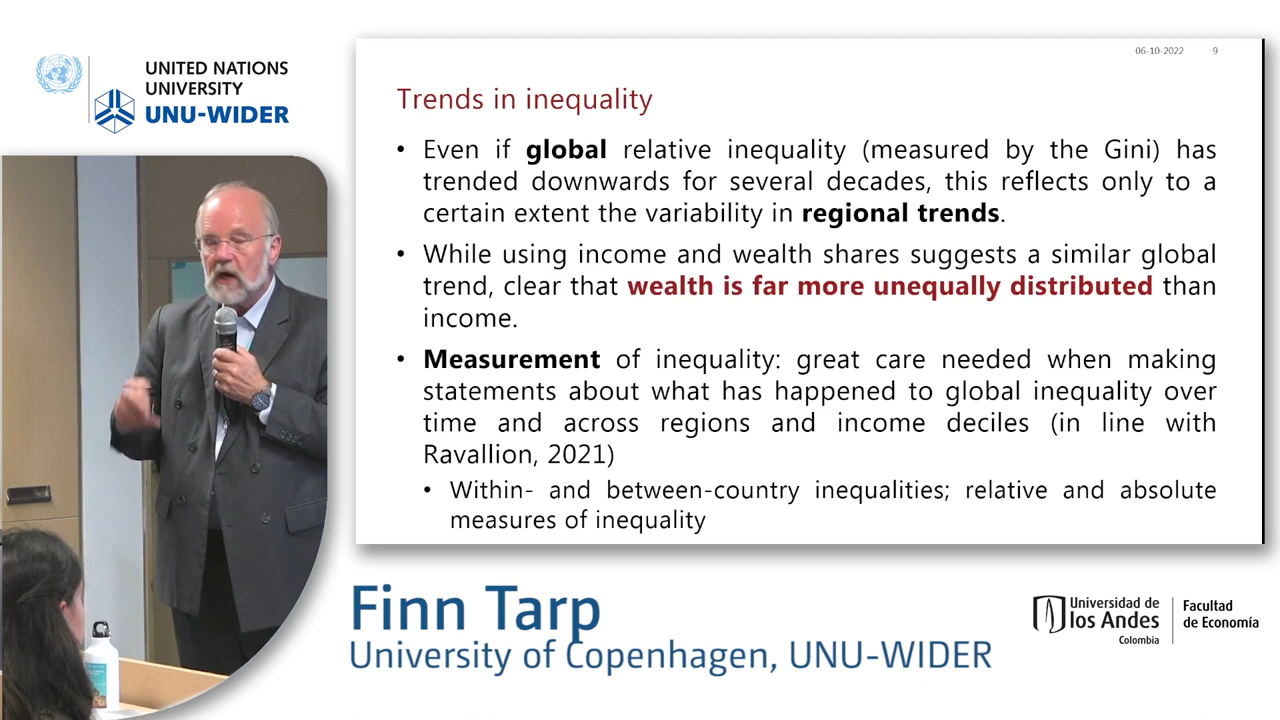 UNITED NATIONS
UNIVERSITY
UNU-WIDER
06-10-2022 9
Trends in inequality
• Even if global relative inequality (measured by the Gini) has
trended downwards for several decades, this reflects only to a
certain extent the variability in regional trends.
• While using income and wealth shares suggests a similar global
trend, clear that wealth is far more unequally distributed than
income.
• Measurement of inequality: great care needed when making
statements about what has happened to global inequality over
time and across regions and income deciles (in line with
Ravallion, 2021)
• Within- and between-country inequalities; relative and absolute
measures of inequality
Finn Tarp
University of Copenhagen, UNU-WIDER
Universidad de
los Andes
Colombia
Facultad
de Economía